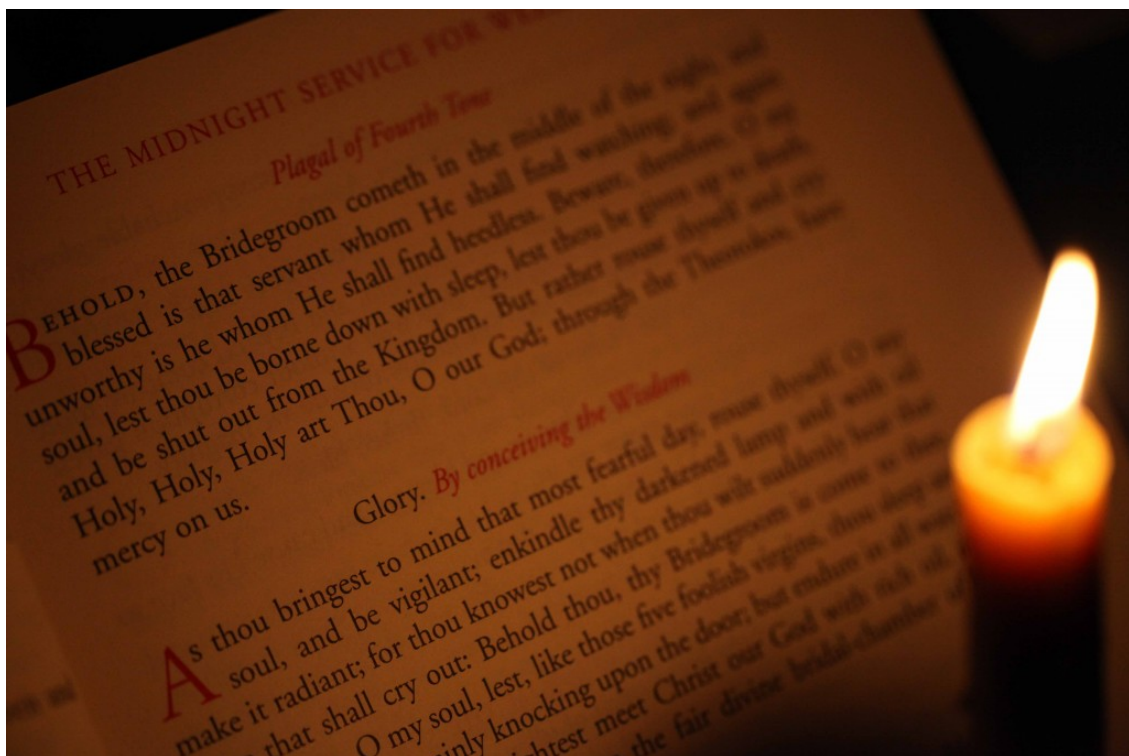 THE MIDNIGHT SERVICE FOR
Plagal of Fourth Tone
BEHOLD, the Bridegroom cometh in the middle of the night, and
blessed is that servant whom He shall find watching; and again
unworthy is he whom He shall find heedless. Beware, therefore, O my
soul, lest thou be borne down with sleep, lest thou be given up to death,
and be shut out from the Kingdom. But rather rouse thyself and cry:
Holy, Holy, Holy art Thou, O our God; through the Theotokos, have
mercy on us.
Glory. By conceiving the Wisdom
As thou bringest to mind that most fearful day, rouse thyself, O my
soul, and be vigilant; enkindle thy darkened lamp and with oil
make it radiant; for thou knowest not when thou wilt suddenly hear that
that shall cry out: Behold thou, thy Bridegroom is come to thee.
O my soul, lest, like those five foolish virgins, thou sleep
knocking upon the door; but endure in all
meet Christ our God with rich oil,
the fair divine bridal-chamber of